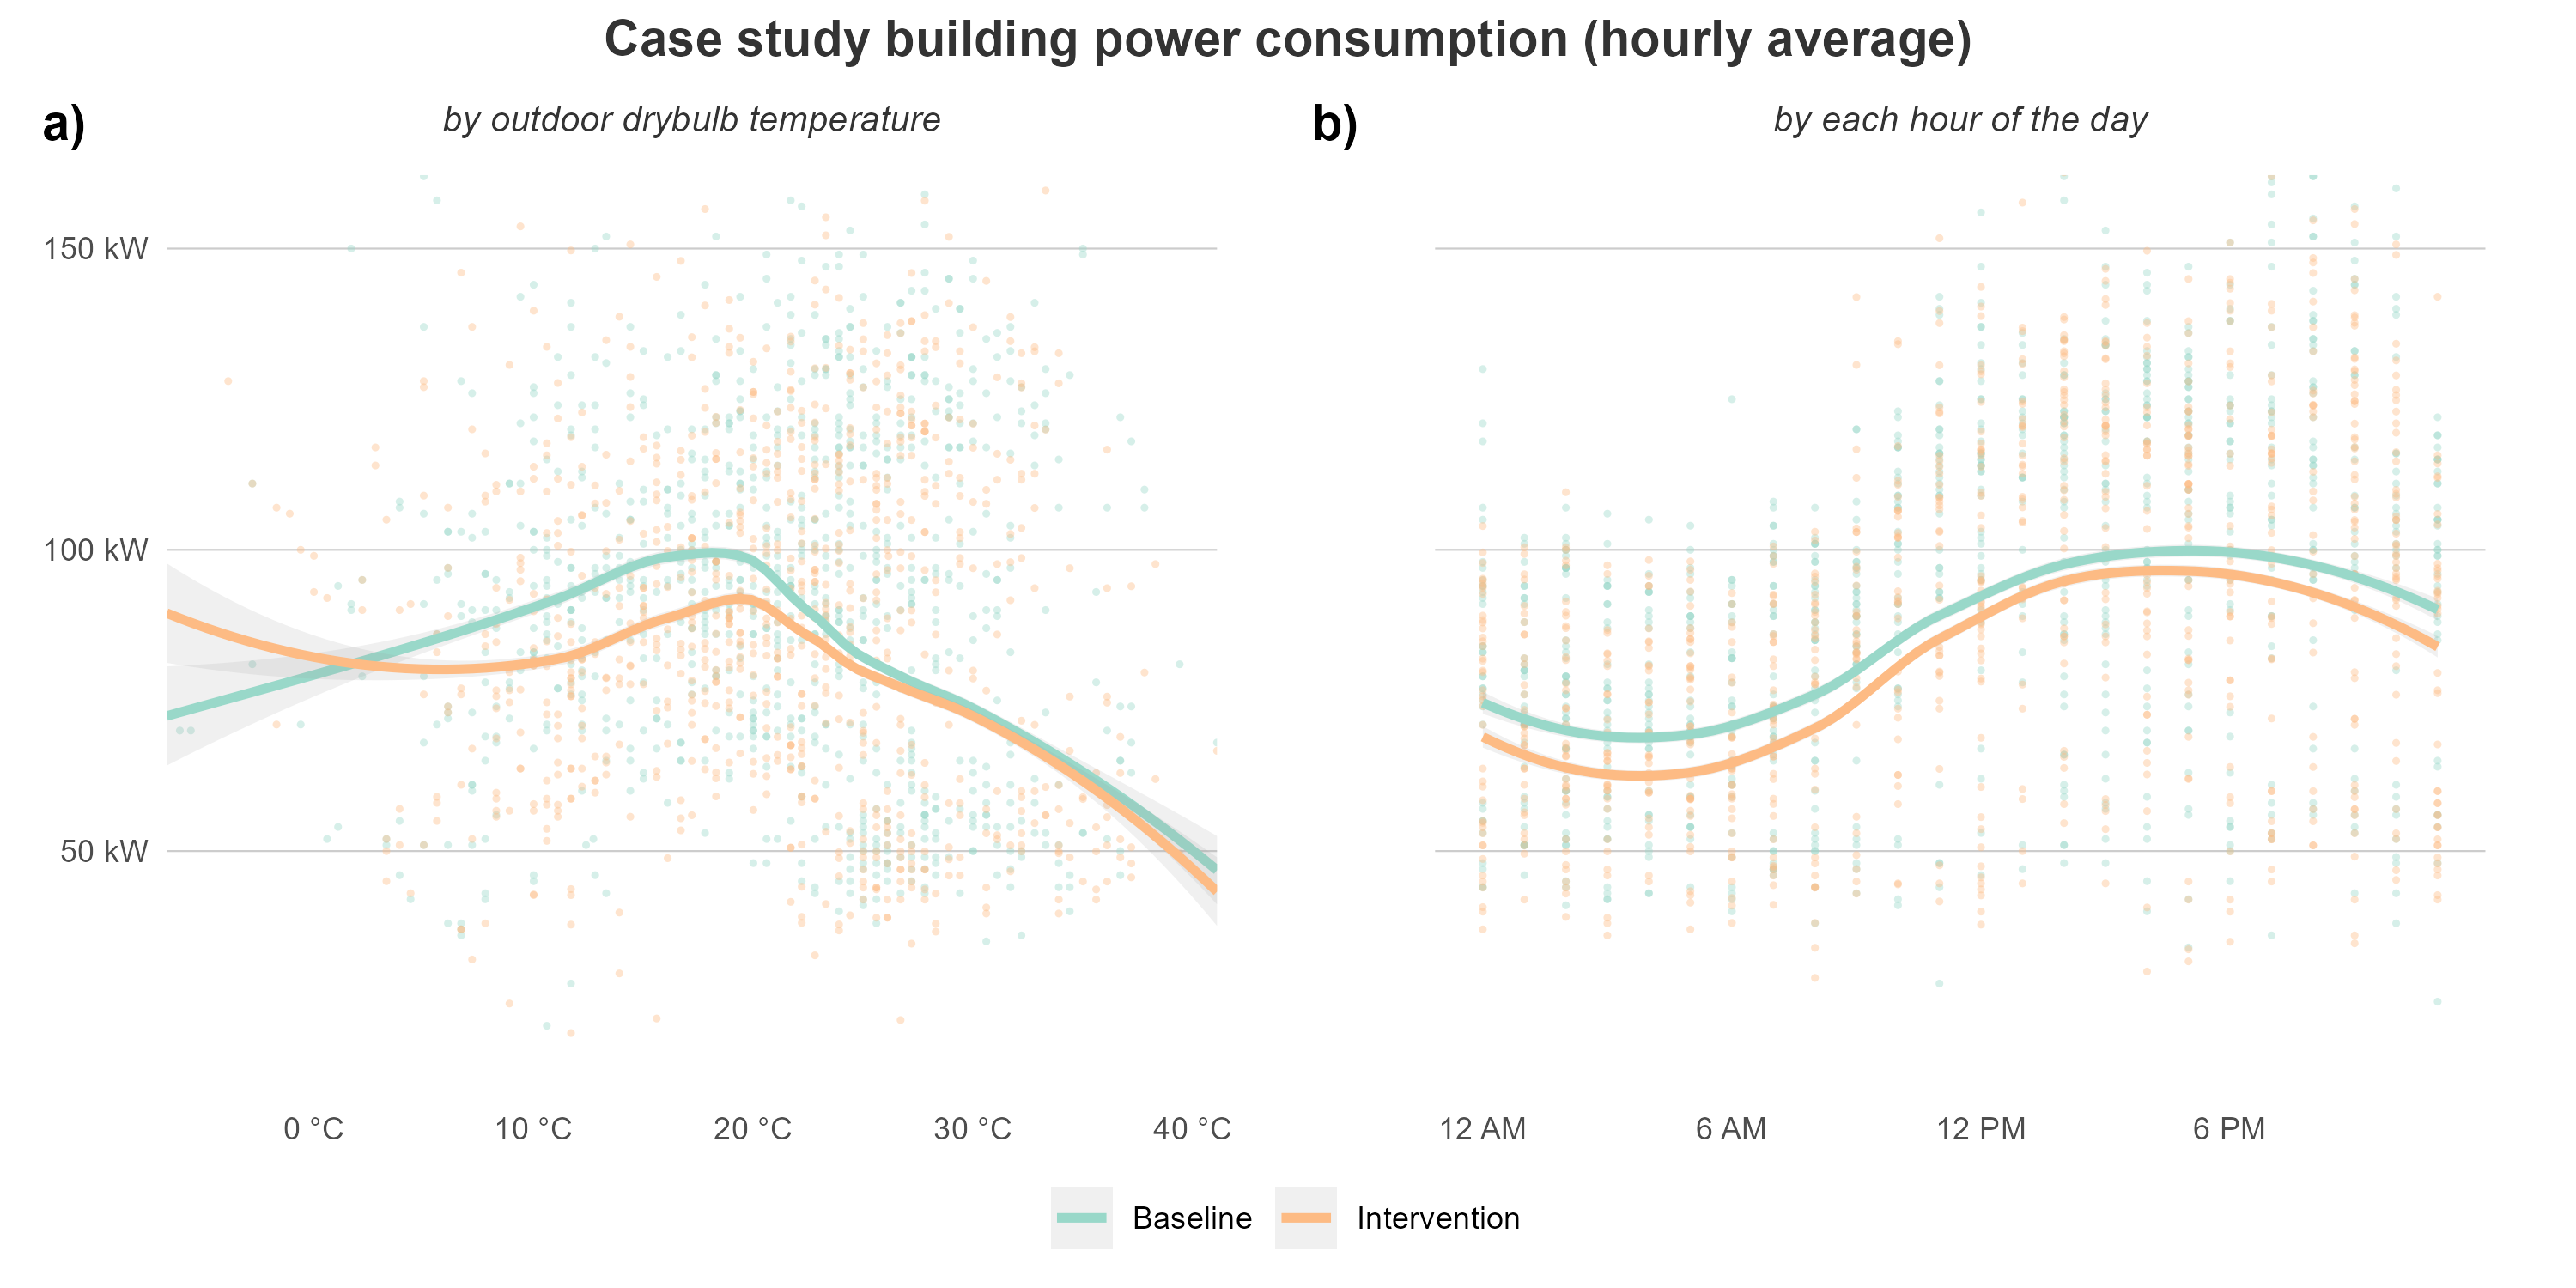 Case study building power consumption (hourly average)
a)
by outdoor drybulb temperature
150 kW
100 kW
50 kW
0 °C 10 °C 20 °C 30 °C 40 °C
b)
by each hour of the day
12 AM 6 AM 12 PM 6 PM
Baseline Intervention